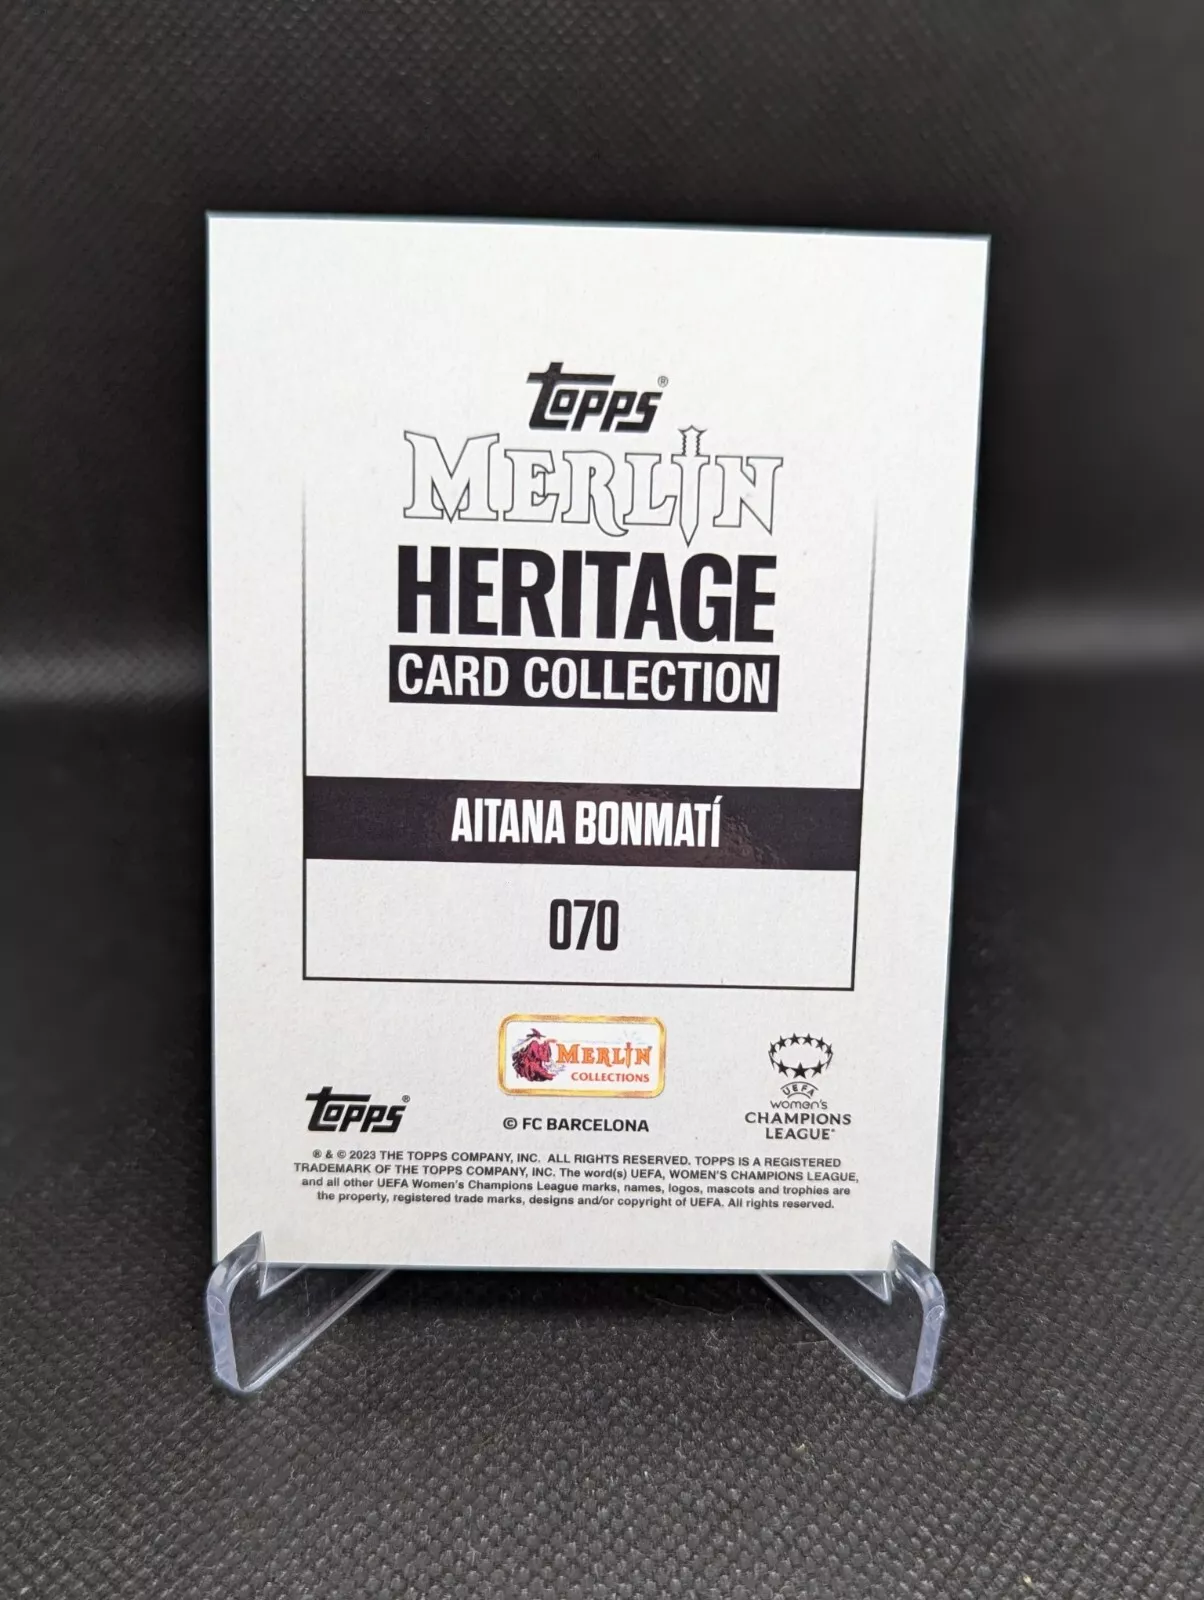 Topps®
MERLIN
HERITAGE
CARD COLLECTION
AITANA BONMATÍ
070
MERLIN
COLLECTIONS
Topps®
© FC BARCELONA
UEFA
women's
CHAMPIONS
LEAGUE™
® & © 2023 THE TOPPS COMPANY, INC. ALL RIGHTS RESERVED. TOPPS IS A REGISTERED
TRADEMARK OF THE TOPPS COMPANY, INC. The word(s) UEFA, WOMEN'S CHAMPIONS LEAGUE,
and all other UEFA Women's Champions League marks, names, logos, mascots and trophies are
the property, registered trade marks, designs and/or copyright of UEFA. All rights reserved.